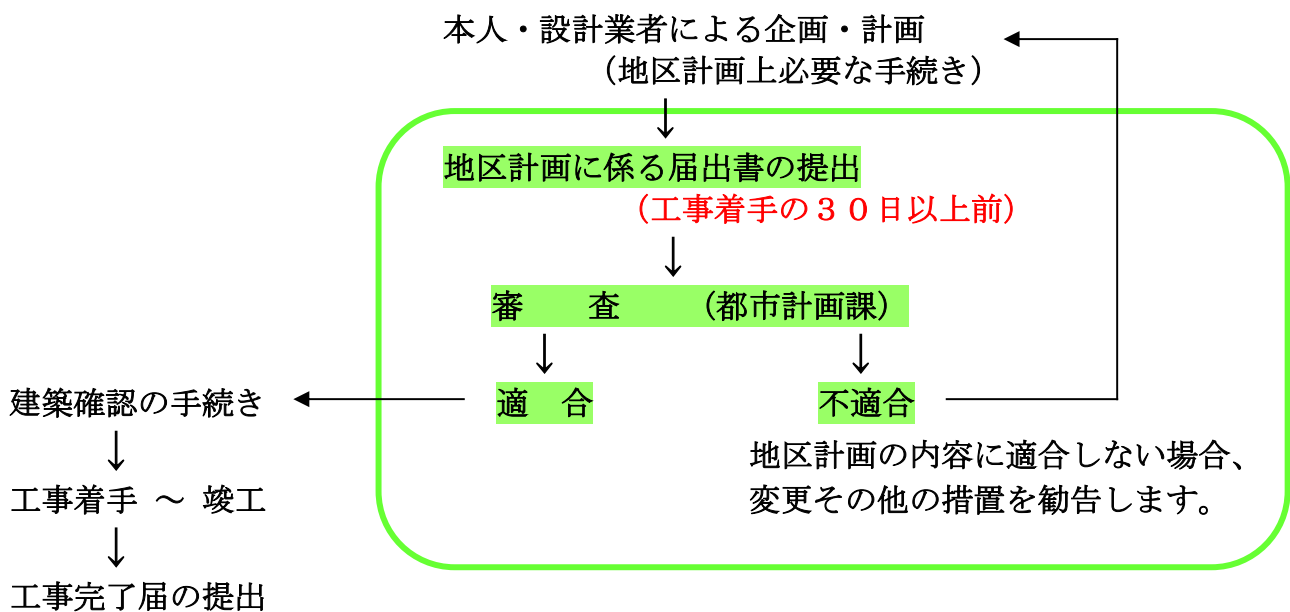 本人・設計業者による企画・計画
（地区計画上必要な手続き）
地区計画に係る届出書の提出
（工事着手の３０日以上前）
審　　査　　（都市計画課）
適　合
不適合
地区計画の内容に適合しない場合、
変更その他の措置を勧告します。
建築確認の手続き
工事着手 ～ 竣工
工事完了届の提出